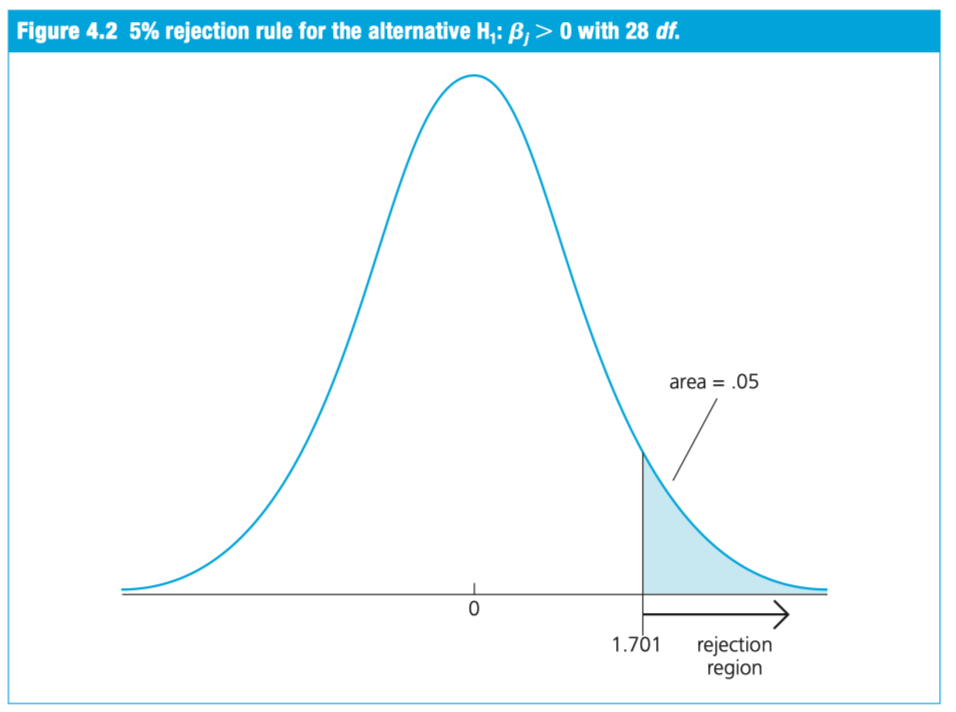 Figure 4.2 5% rejection rule for the alternative H₁: βⱼ > 0 with 28 df.
area = .05
0
1.701
rejection
region